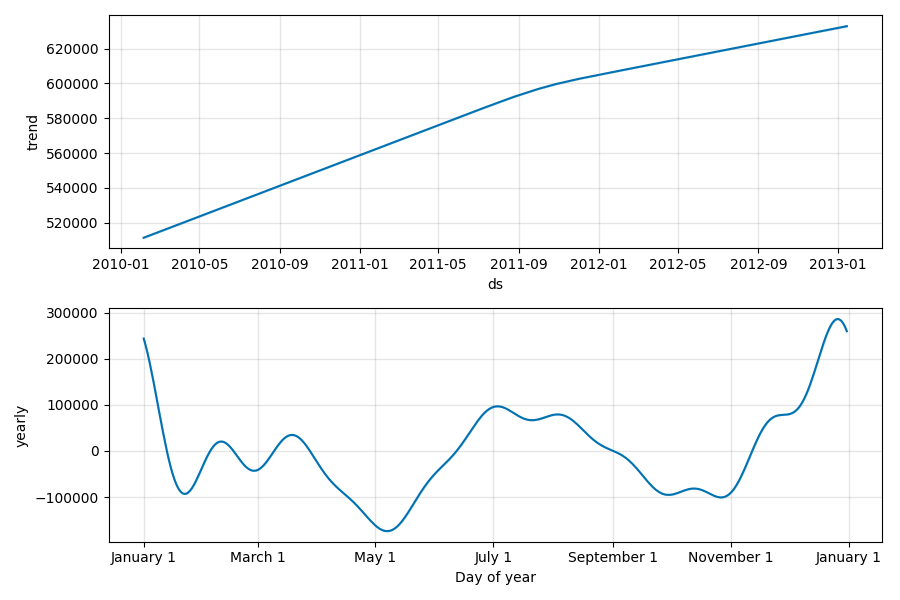 620000
600000
580000
560000
540000
520000
trend
2010-01 2010-05 2010-09 2011-01 2011-05 2011-09 2012-01 2012-05 2012-09 2013-01
ds
300000
200000
100000
0
−100000
yearly
January 1 March 1 May 1 July 1 September 1 November 1 January 1
Day of year